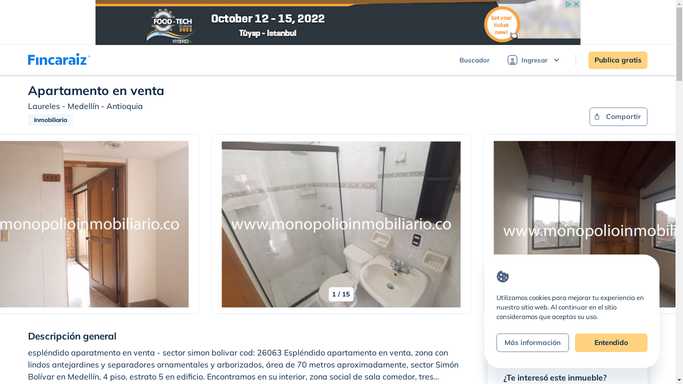 FOOD-TECH
October 12 - 15, 2022
Tüyap - Istanbul
Get your
ticket
now!
Fincaraiz
Buscador
Ingresar
Publica gratis
Apartamento en venta
Laureles - Medellín - Antioquia
Inmobiliaria
Compartir
www.monopolioinmobiliario.co
www.monopolioinmobiliario.co
www.monopolioinmobiliario.co
1 / 15
Utilizamos cookies para mejorar tu experiencia en
nuestro sitio web. Al continuar en el sitio
consideramos que aceptas su uso.
Más información
Entendido
Descripción general
espléndido aparatmento en venta - sector simon bolivar cod: 26063 Espléndido apartamento en venta, zona con
lindos antejardines y separadores ornamentales y arborizados, área de 70 metros aproximadamente, sector Simón
Bolívar en Medellín, 4 piso, estrato 5 en edificio. Encontramos en su interior, zona social de sala comedor, tres...
¿Te interesó este inmueble?